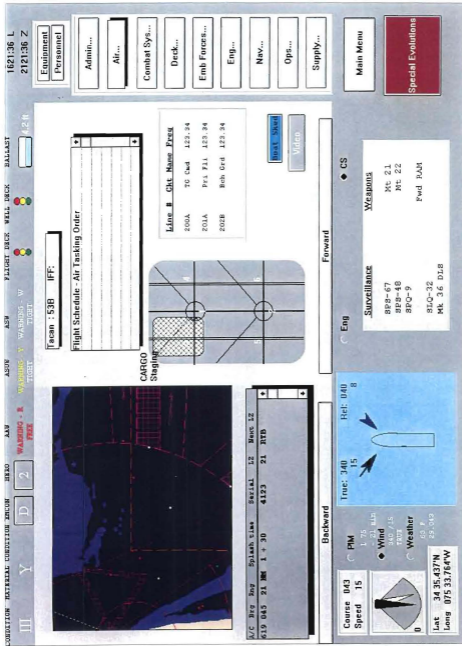 CONDITION MATERIAL CONDITION EMCON HERO AAW ASUW ASW FLIGHT DECK WELL DECK BALLAST 1621:36 L
III D 2 WARNING - R WARNING - Y WARNING - W 2121:36 Z
FREE TIGHT TIGHT
Equipment
Personnel
Admin...
Air...
Combat Sys...
Deck...
Emb Forces...
Eng...
Nav...
Ops...
Supply...
Main Menu
Special Evolutions
Tacan : 53B IFF:
Flight Schedule - Air Tasking Order
CARGO
Staging
Line # Ckt Name Freq
200A TG Cmd 123.34
201A Pri Fli 123.34
202B Bch Grd 123.34
Boat Shed
Video
A/C Brg Rng Splash time Serial L2 Next L2
619 045 21 NM 1 + 30 4123 21 RTB
Backward
Forward
Course 043
Speed 15
0
Lat 34 35.437'N
Long 075 33.764'W
PIM
Wind
TRUE
Weather
True: 340 Rel: 040
15 8
Eng
CS
Surveillance Weapons
SPS-67 Mt 21
SPS-48 Mt 22
SPQ-9
Fwd RAM
SLQ-32
Mk 36 DLS